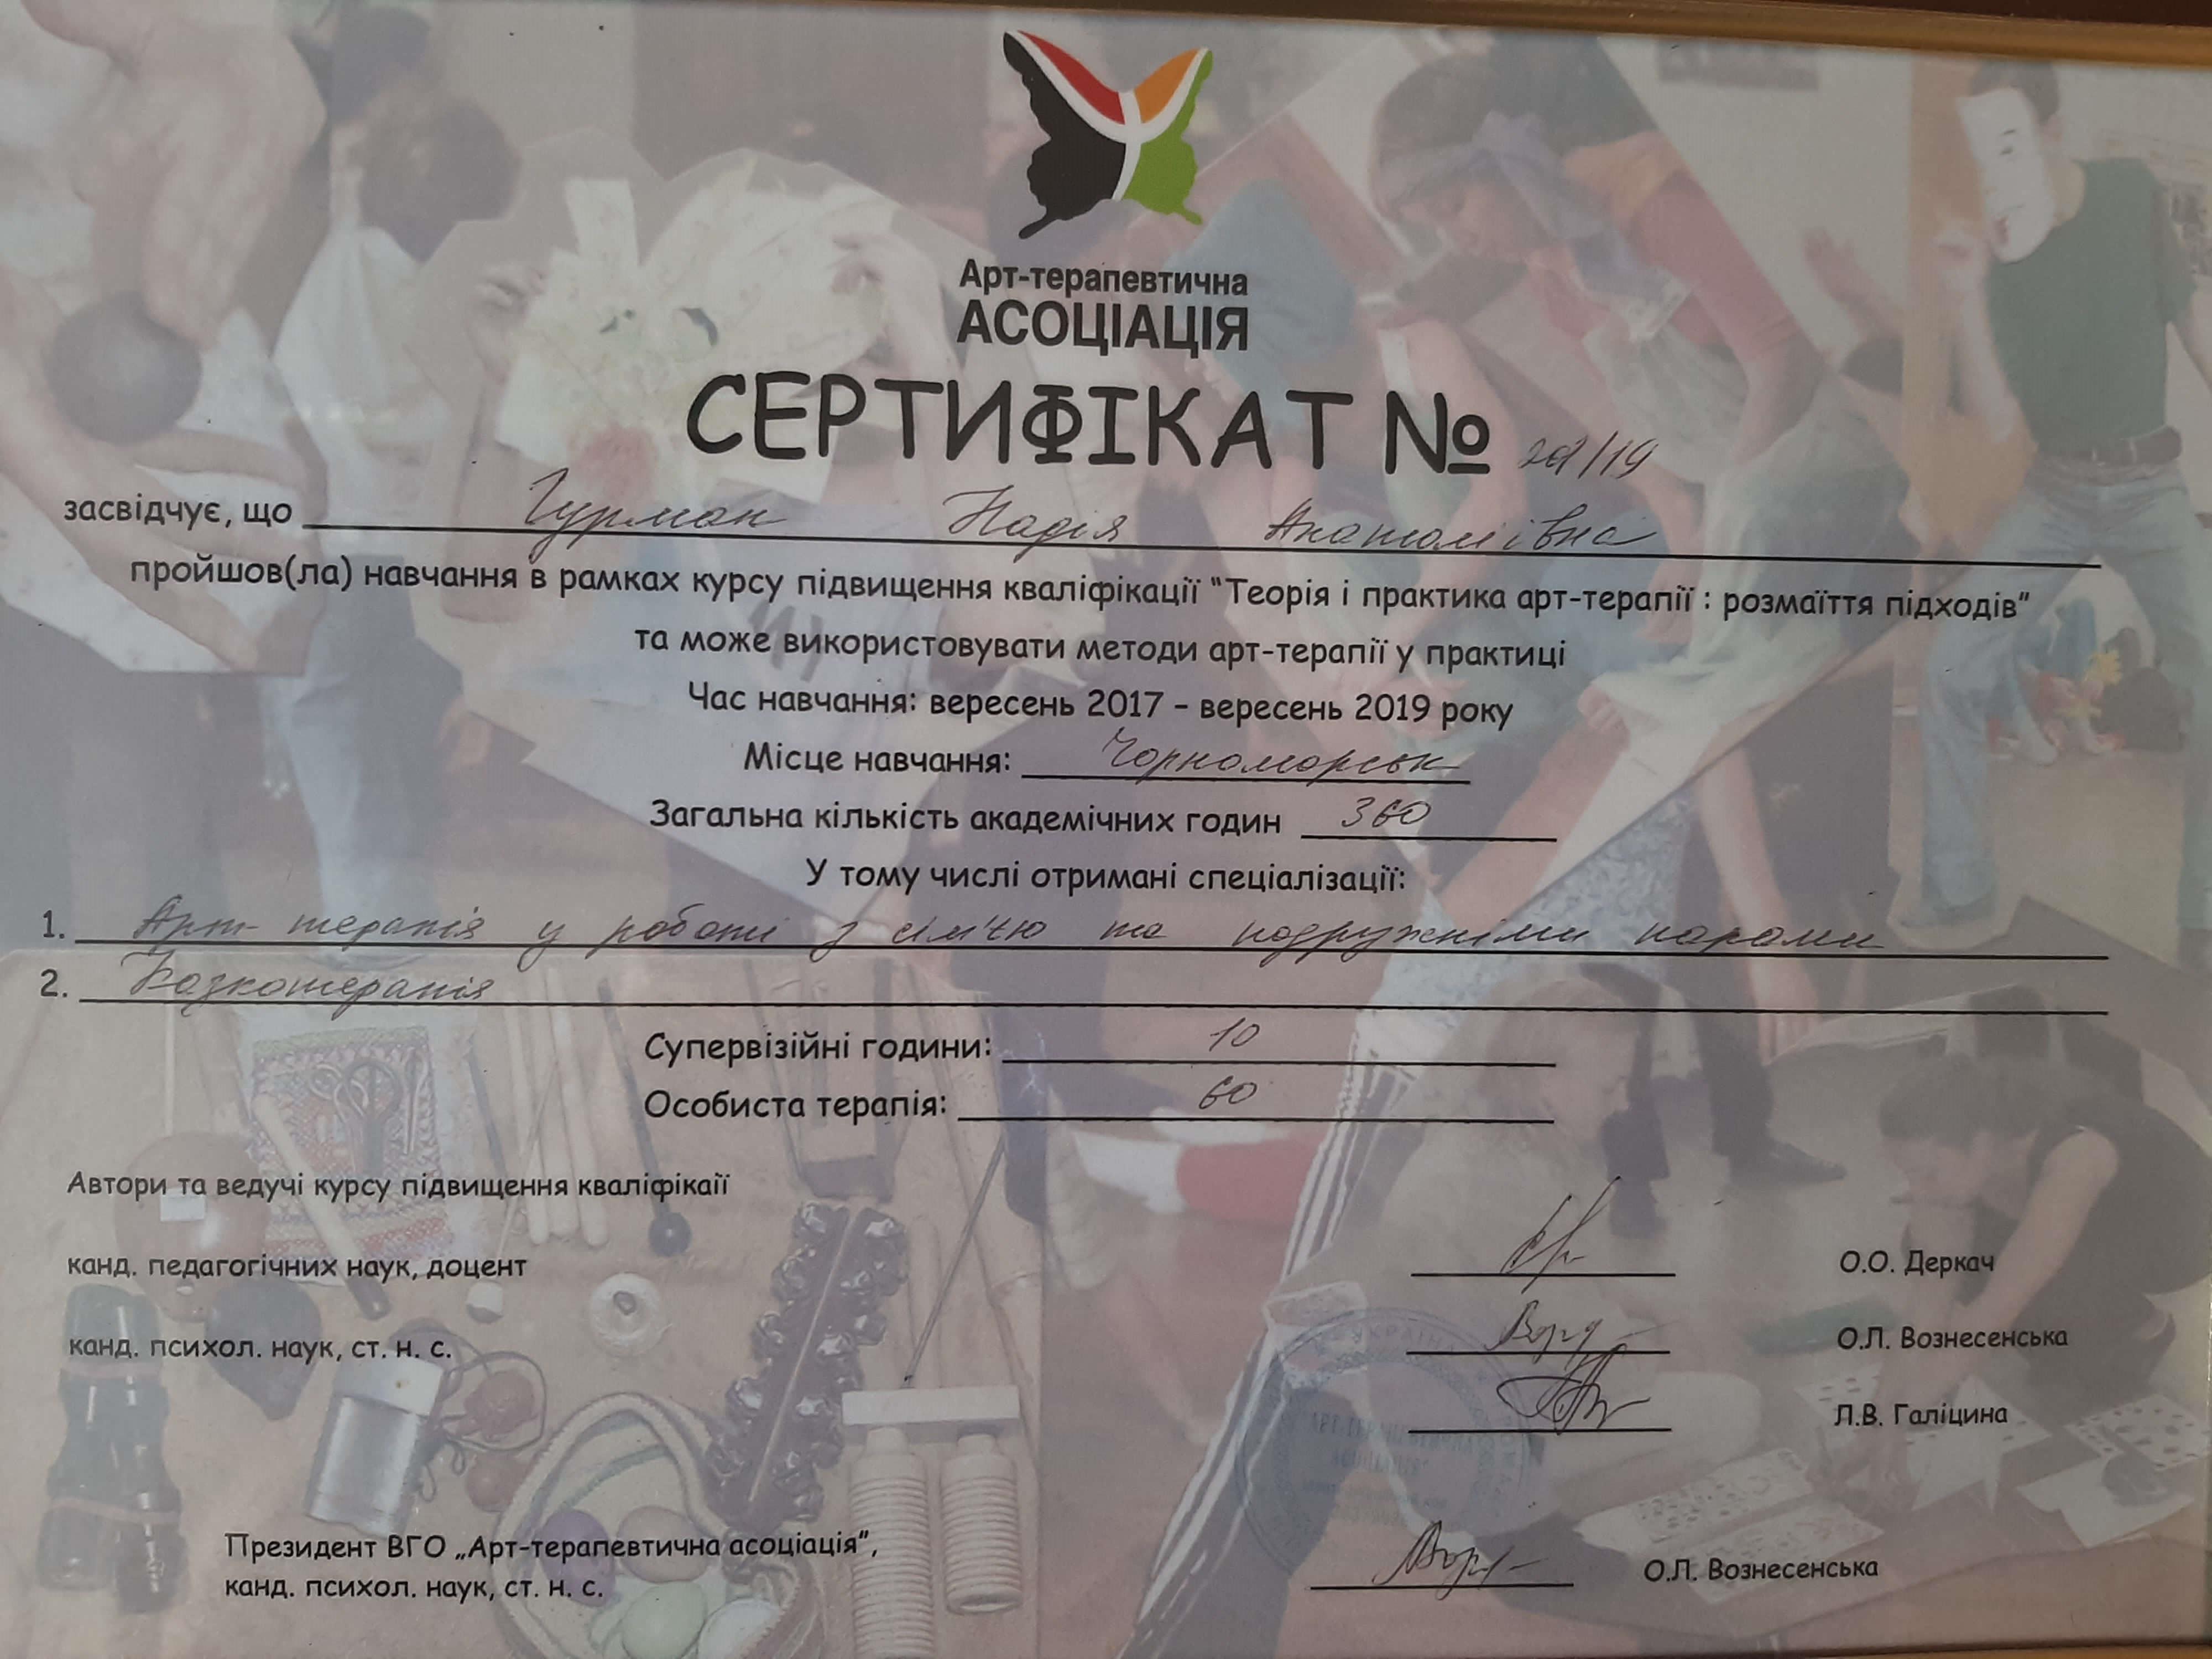 Арт-терапевтична
АСОЦІАЦІЯ
СЕРТИФІКАТ № /19
засвідчує, що Гурман Надія Анатоліївна
пройшов(ла) навчання в рамках курсу підвищення кваліфікації "Теорія і практика арт-терапії : розмаїття підходів"
та може використовувати методи арт-терапії у практиці
Час навчання: вересень 2017 – вересень 2019 року
Місце навчання: Чорноморськ
Загальна кількість академічних годин 360
У тому числі отримані спеціалізації:
1. Арт-терапія у роботі з сім'єю та подружніми парами
2. Казкотерапія
Супервізійні години: 10
Особиста терапія: 60
Автори та ведучі курсу підвищення кваліфікаії
канд. педагогічних наук, доцент О.О. Деркач
канд. психол. наук, ст. н. с. О.Л. Вознесенська
Л.В. Галіцина
Президент ВГО „Арт-терапевтична асоціація",
канд. психол. наук, ст. н. с. О.Л. Вознесенська